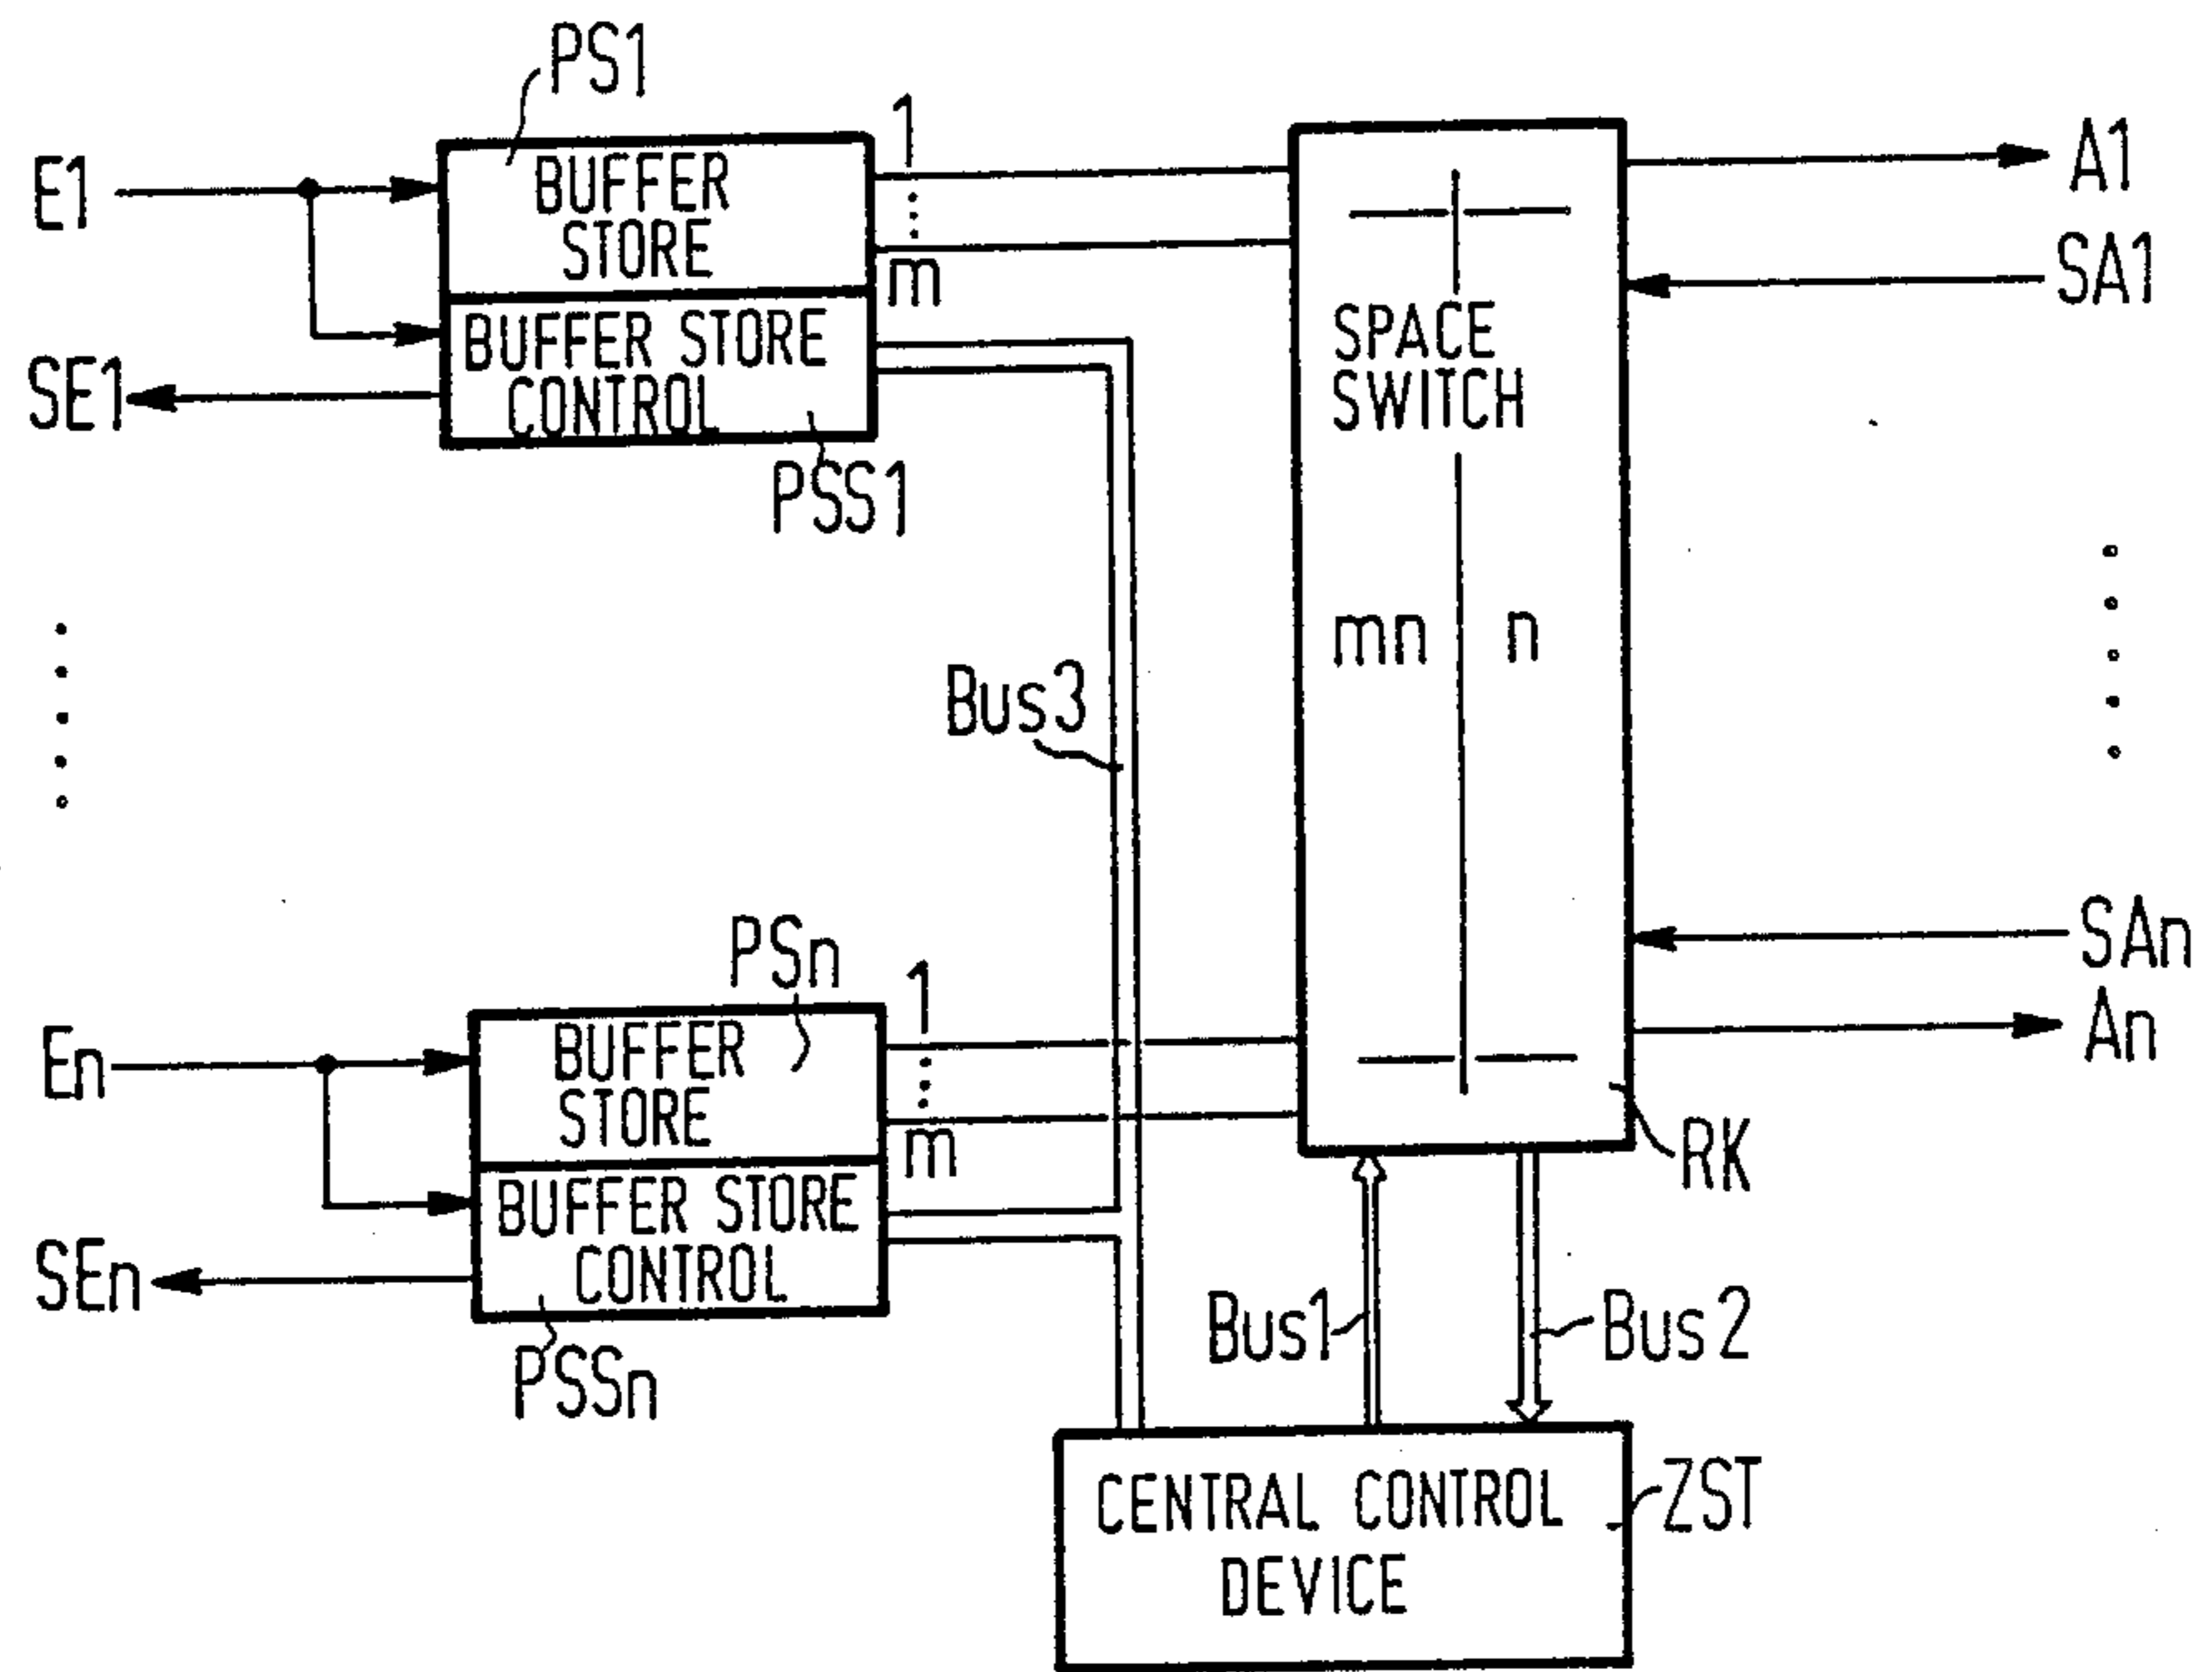 PS1
E1
BUFFER
STORE
1
m
BUFFER STORE
CONTROL
SE1
PSS1
SPACE
SWITCH
mn
n
A1
SA1
Bus3
SAn
An
PSn
En
BUFFER
STORE
1
m
BUFFER STORE
CONTROL
SEn
PSSn
RK
Bus1
Bus2
CENTRAL CONTROL
DEVICE
ZST